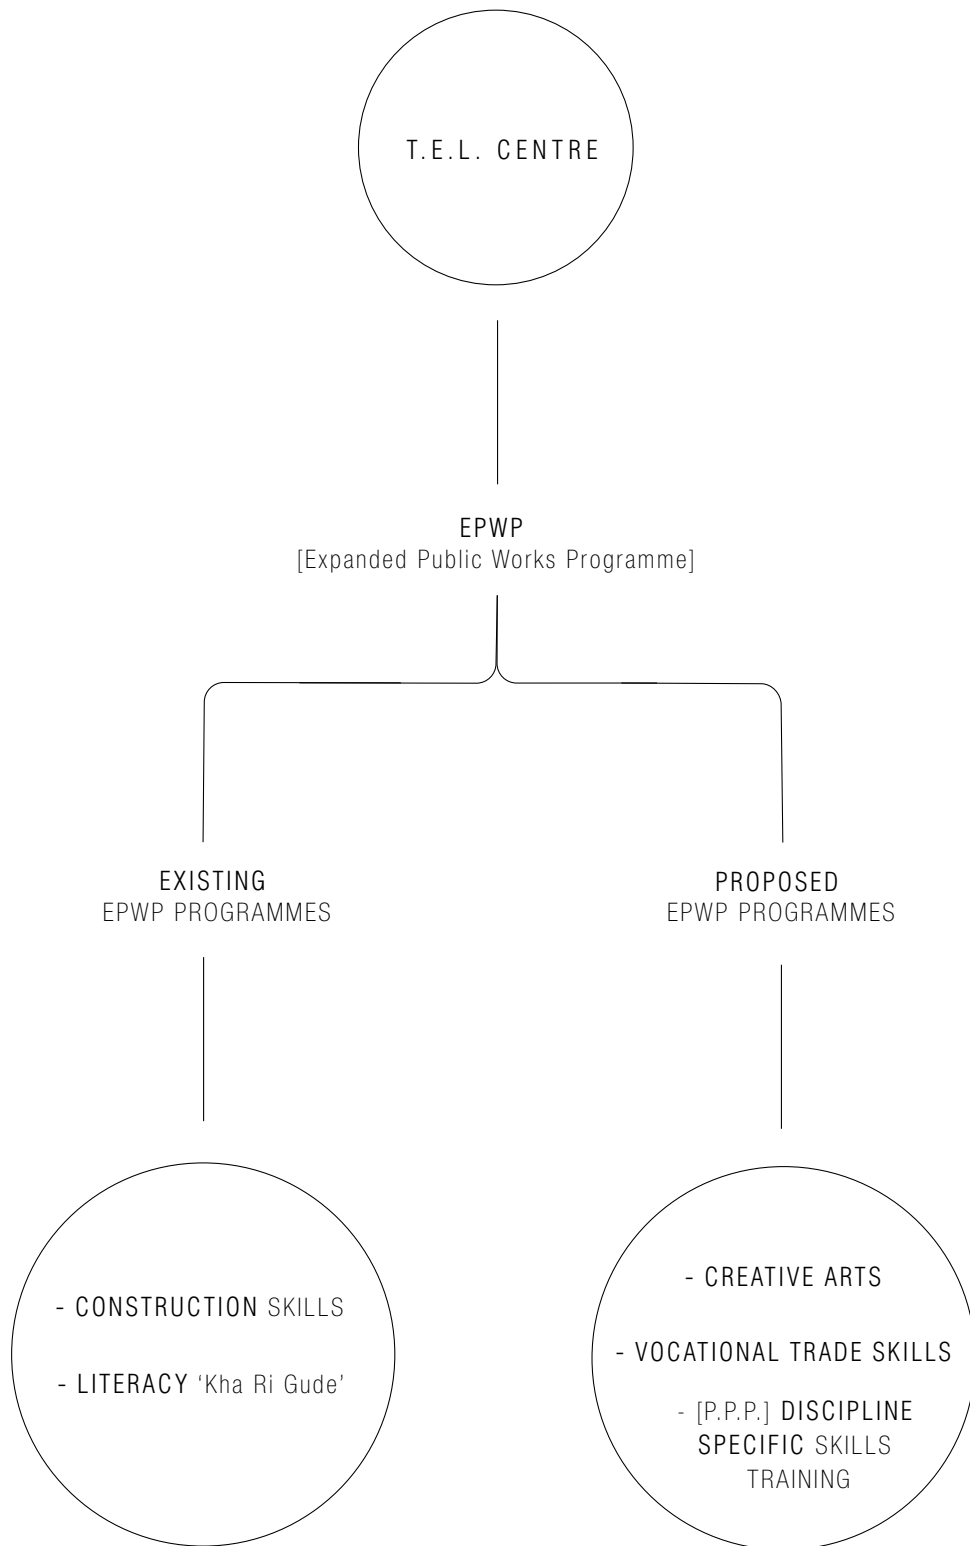 T.E.L. CENTRE
EPWP
[Expanded Public Works Programme]
EXISTING
EPWP PROGRAMMES
PROPOSED
EPWP PROGRAMMES
- CONSTRUCTION SKILLS
- LITERACY ‘Kha Ri Gude’
- CREATIVE ARTS
- VOCATIONAL TRADE SKILLS
- [P.P.P.] DISCIPLINE
SPECIFIC SKILLS
TRAINING